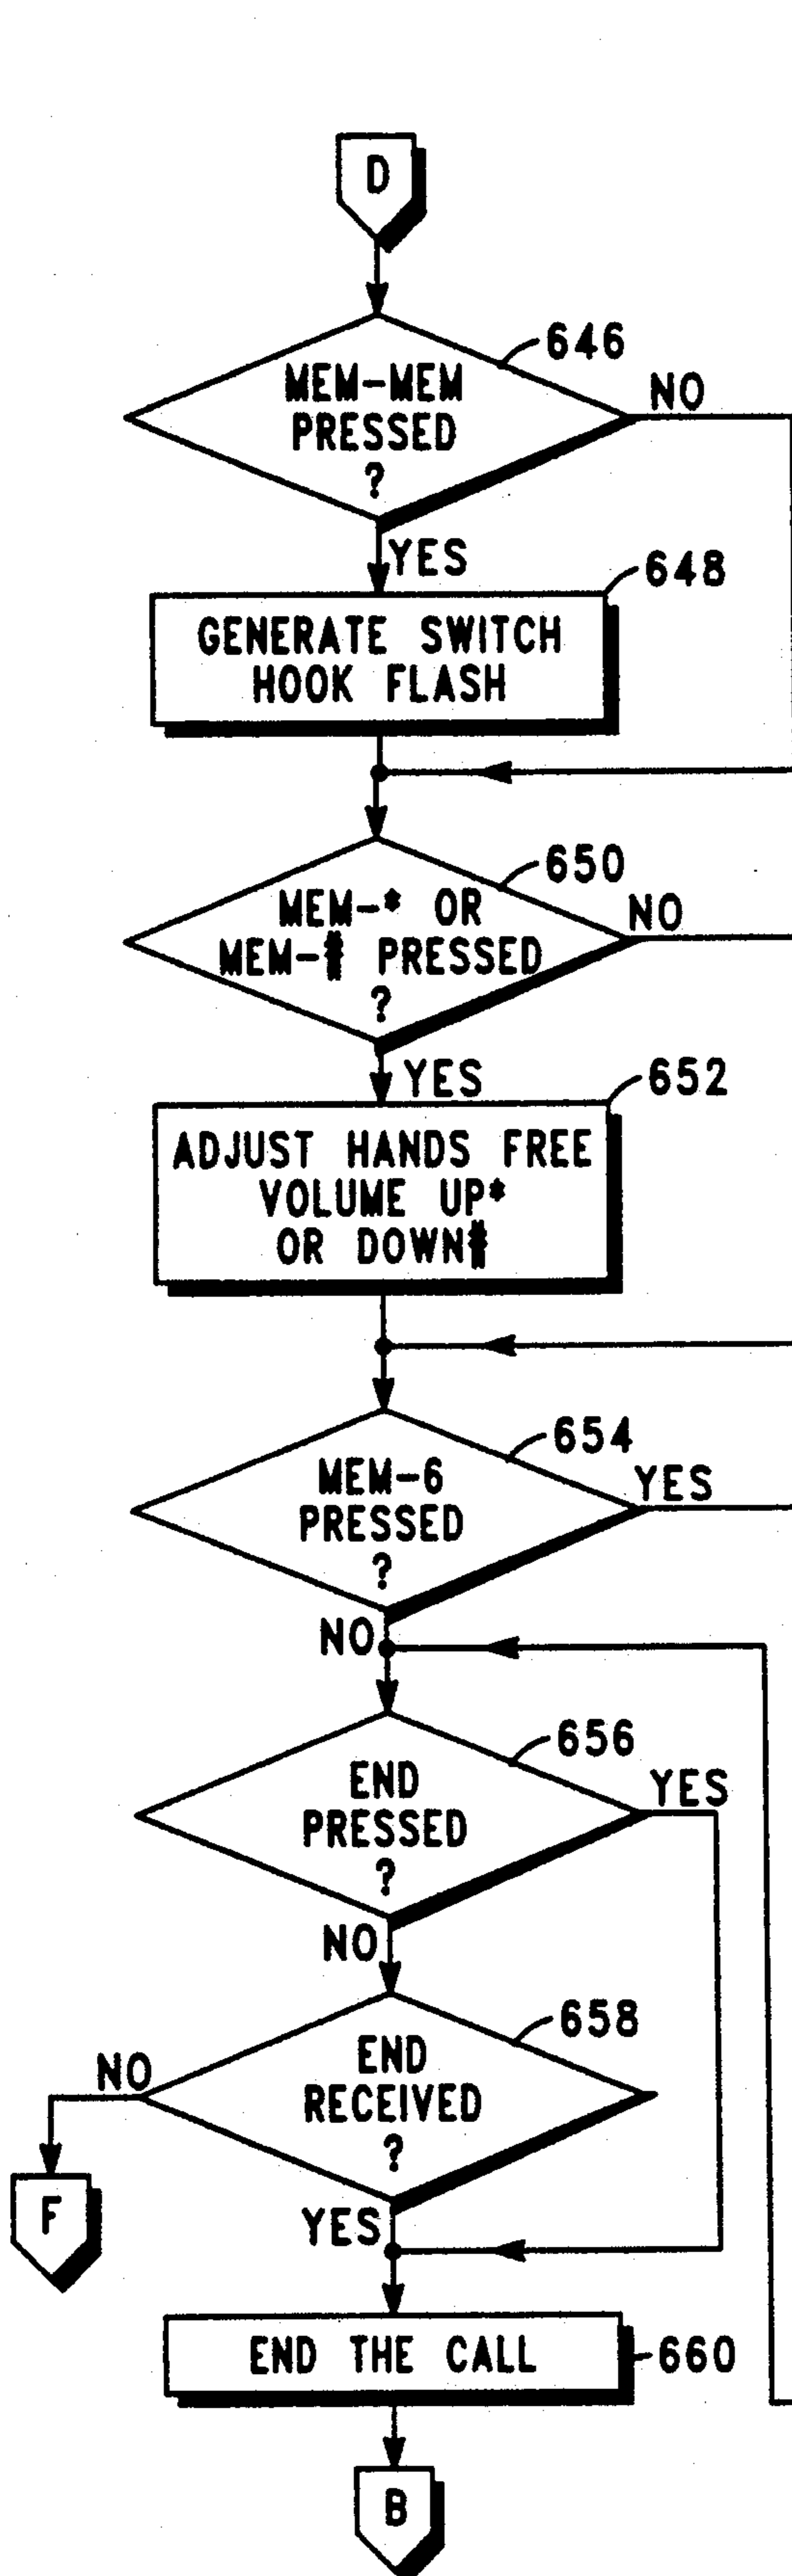 D
646
MEM-MEM
PRESSED
?
NO
YES
648
GENERATE SWITCH
HOOK FLASH
650
MEM-* OR
MEM-# PRESSED
?
NO
YES
652
ADJUST HANDS FREE
VOLUME UP*
OR DOWN#
654
MEM-6
PRESSED
?
YES
NO
656
END
PRESSED
?
YES
NO
658
END
RECEIVED
?
NO
F
YES
END THE CALL
660
B